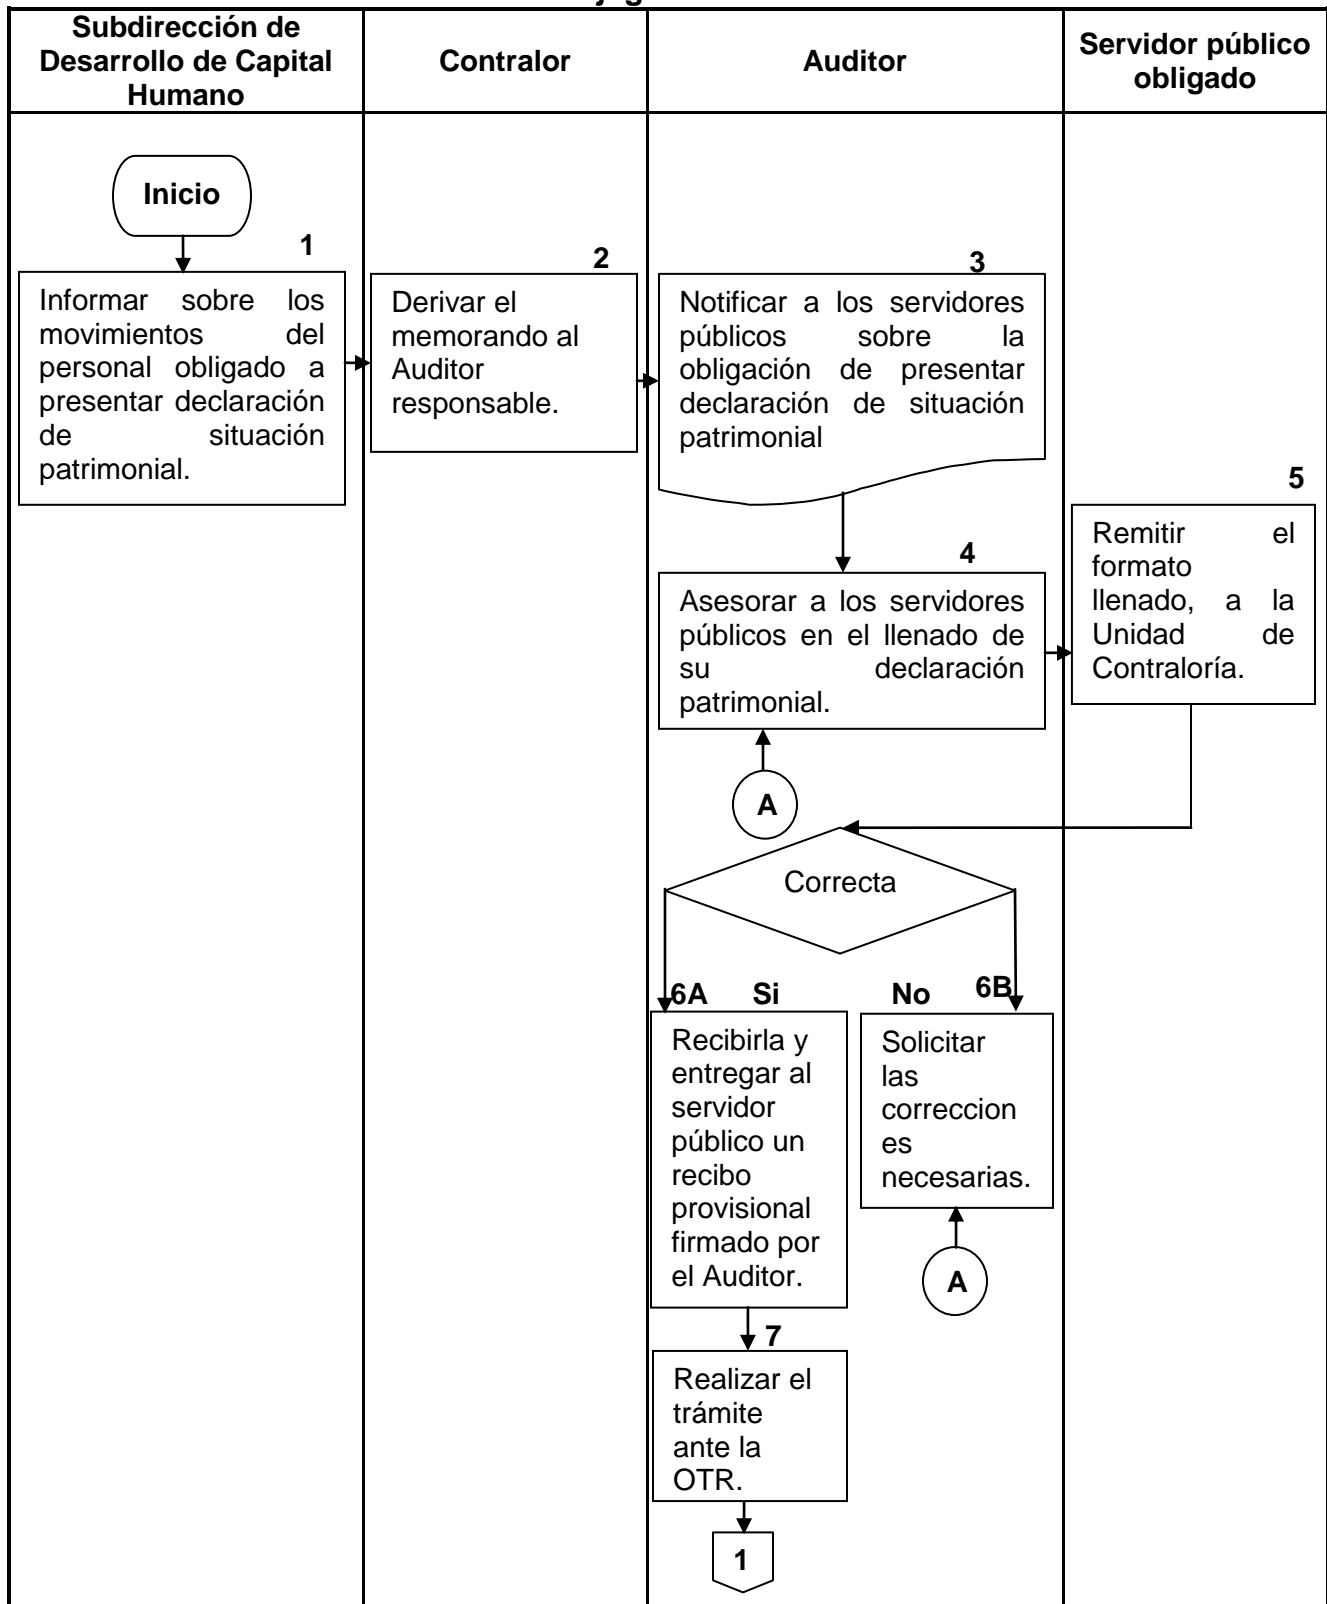 Subdirección de
Desarrollo de Capital
Humano
Contralor
Auditor
Servidor público
obligado
Inicio
1
Informar sobre los
movimientos del
personal obligado a
presentar declaración
de situación
patrimonial.
2
Derivar el
memorando al
Auditor
responsable.
3
Notificar a los servidores
públicos sobre la
obligación de presentar
declaración de situación
patrimonial
4
Asesorar a los servidores
públicos en el llenado de
su declaración
patrimonial.
5
Remitir el
formato
llenado, a la
Unidad de
Contraloría.
A
Correcta
6A Si
No 6B
Recibirla y
entregar al
servidor
público un
recibo
provisional
firmado por
el Auditor.
Solicitar
las
correccion
es
necesarias.
A
7
Realizar el
trámite
ante la
OTR.
1